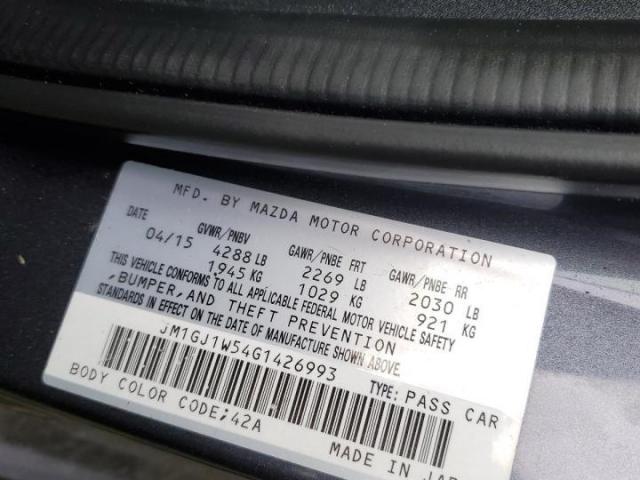 MFD. BY MAZDA MOTOR CORPORATION
DATE GVWR/PNBV GAWR/PNBE FRT GAWR/PNBE RR
04/15 4288 LB 2269 LB 2030 LB
1945 KG 1029 KG 921 KG
THIS VEHICLE CONFORMS TO ALL APPLICABLE FEDERAL MOTOR VEHICLE SAFETY
,BUMPER,AND THEFT PREVENTION
STANDARDS IN EFFECT ON THE DATE OF MANUFACTURE SHOWN ABOVE.
JM1GJ1W54G1426993 TYPE: PASS CAR
BODY COLOR CODE;42A MADE IN